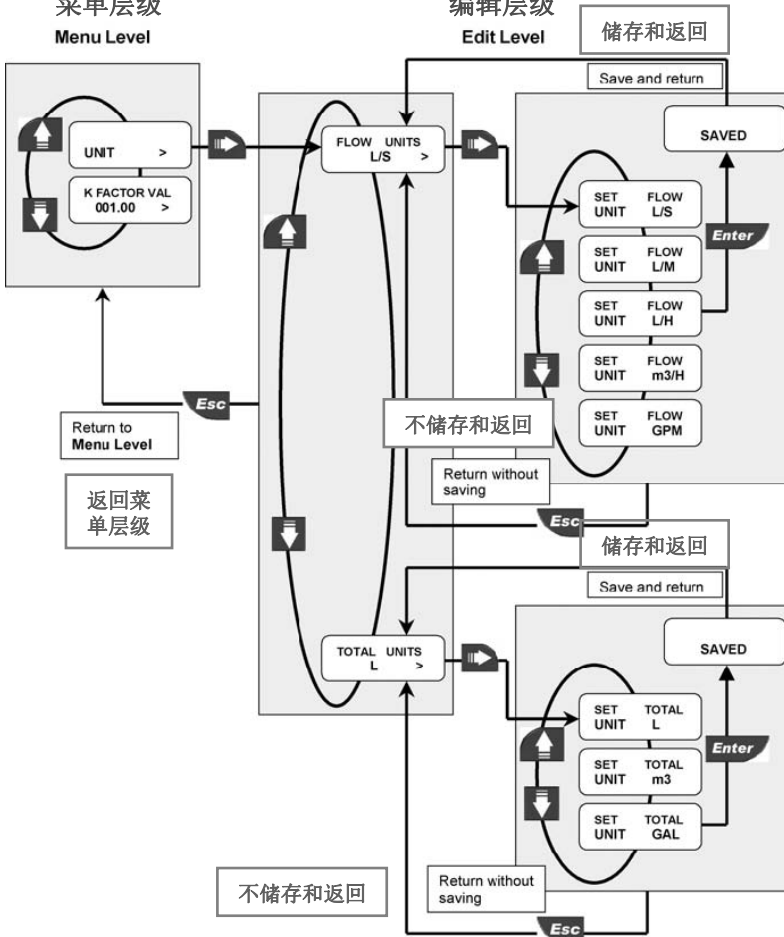 菜单层级
Menu Level
编辑层级
Edit Level
储存和返回
Save and return
UNIT >
K FACTOR VAL
001.00 >
FLOW UNITS
L/S >
SAVED
SET FLOW
UNIT L/S
SET FLOW
UNIT L/M
SET FLOW
UNIT L/H
SET FLOW
UNIT m3/H
SET FLOW
UNIT GPM
Enter
Esc
Return to
Menu Level
返回菜
单层级
不储存和返回
Return without
saving
Esc
储存和返回
Save and return
TOTAL UNITS
L >
SAVED
SET TOTAL
UNIT L
SET TOTAL
UNIT m3
SET TOTAL
UNIT GAL
Enter
不储存和返回
Return without
saving
Esc